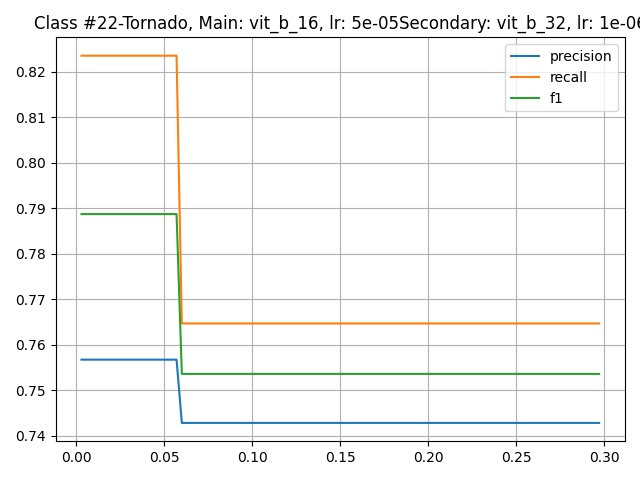 Class #22-Tornado, Main: vit_b_16, lr: 5e-05Secondary: vit_b_32, lr: 1e-06
precision
recall
f1
0.82
0.81
0.80
0.79
0.78
0.77
0.76
0.75
0.74
0.00 0.05 0.10 0.15 0.20 0.25 0.30